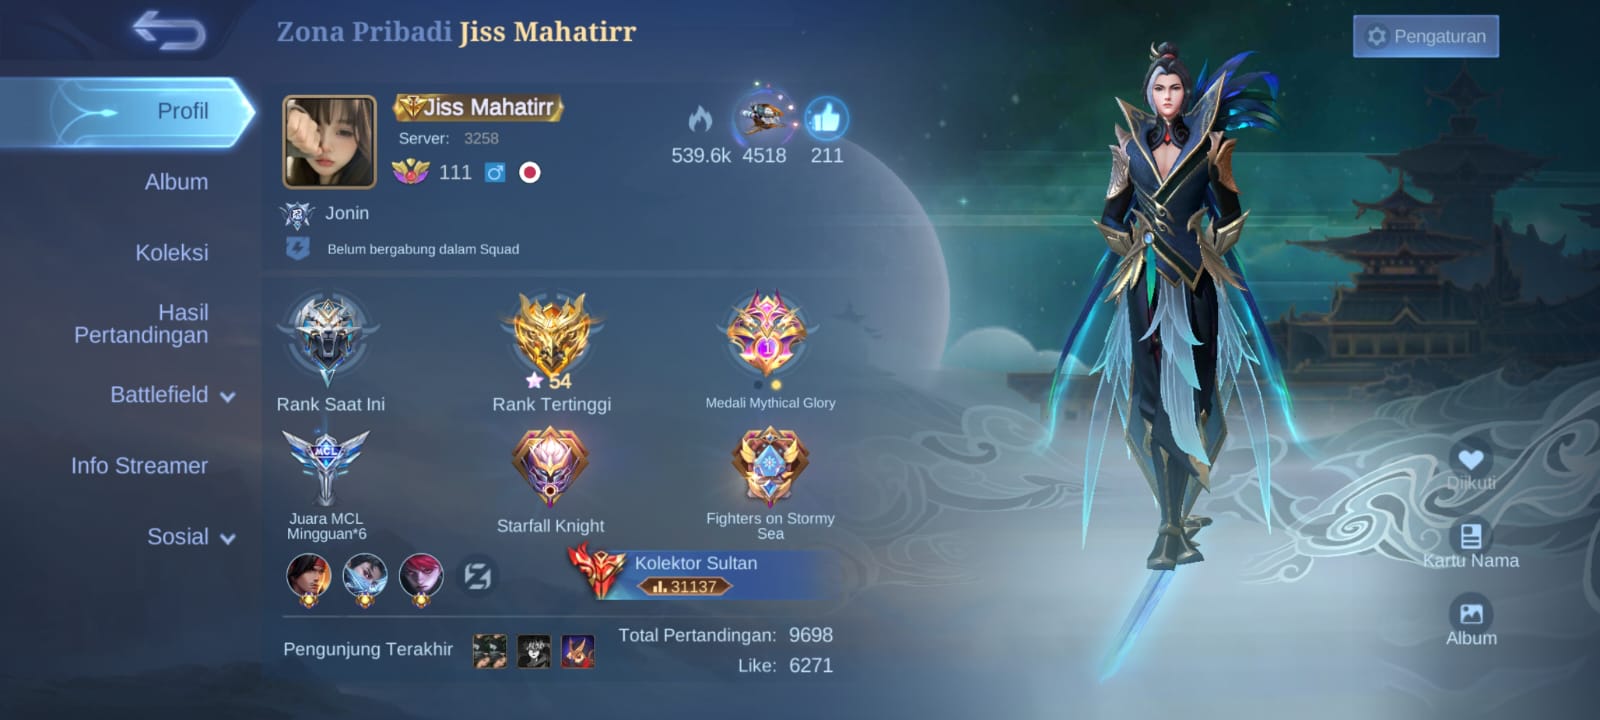 Zona Pribadi Jiss Mahatirr
Pengaturan
Profil
Album
Koleksi
Hasil
Pertandingan
Battlefield
Info Streamer
Sosial
Jiss Mahatirr
Server: 3258
111
539.6k 4518 211
Jonin
Belum bergabung dalam Squad
54
1
Rank Saat Ini
Rank Tertinggi
Medali Mythical Glory
MCL
Juara MCL
Mingguan*6
Starfall Knight
Fighters on Stormy
Sea
Kolektor Sultan
31137
Pengunjung Terakhir
Total Pertandingan: 9698
Like: 6271
Diikuti
Kartu Nama
Album